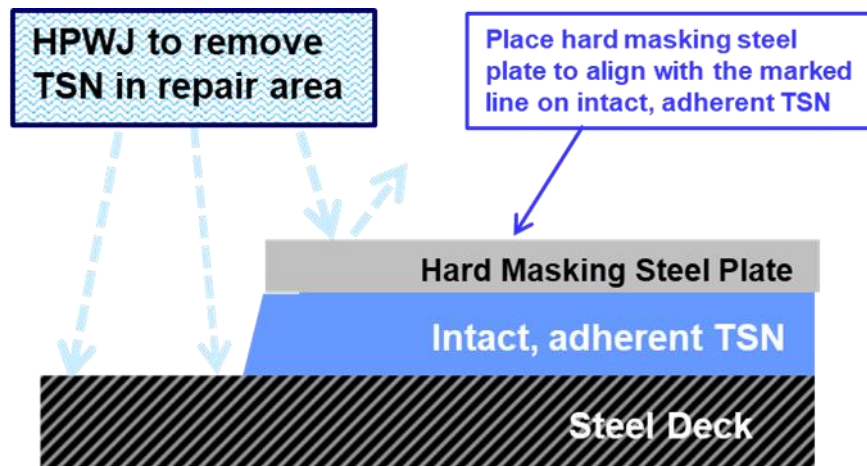 HPWJ to remove
TSN in repair area
Place hard masking steel
plate to align with the marked
line on intact, adherent TSN
Hard Masking Steel Plate
Intact, adherent TSN
Steel Deck